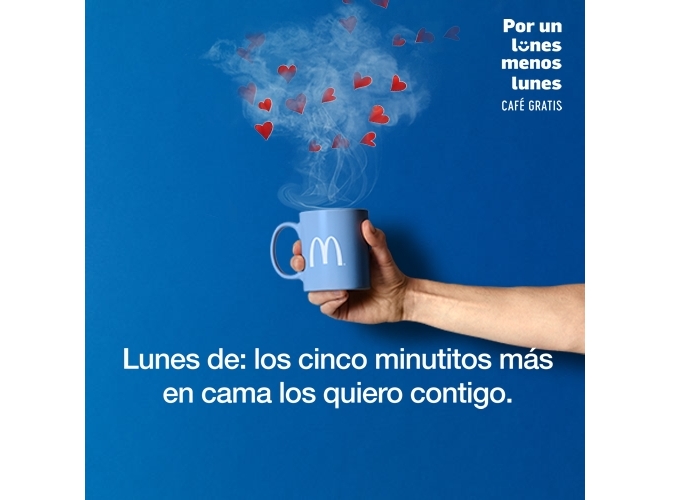 Por un
lunes
menos
lunes
CAFÉ GRATIS
Lunes de: los cinco minutitos más
en cama los quiero contigo.